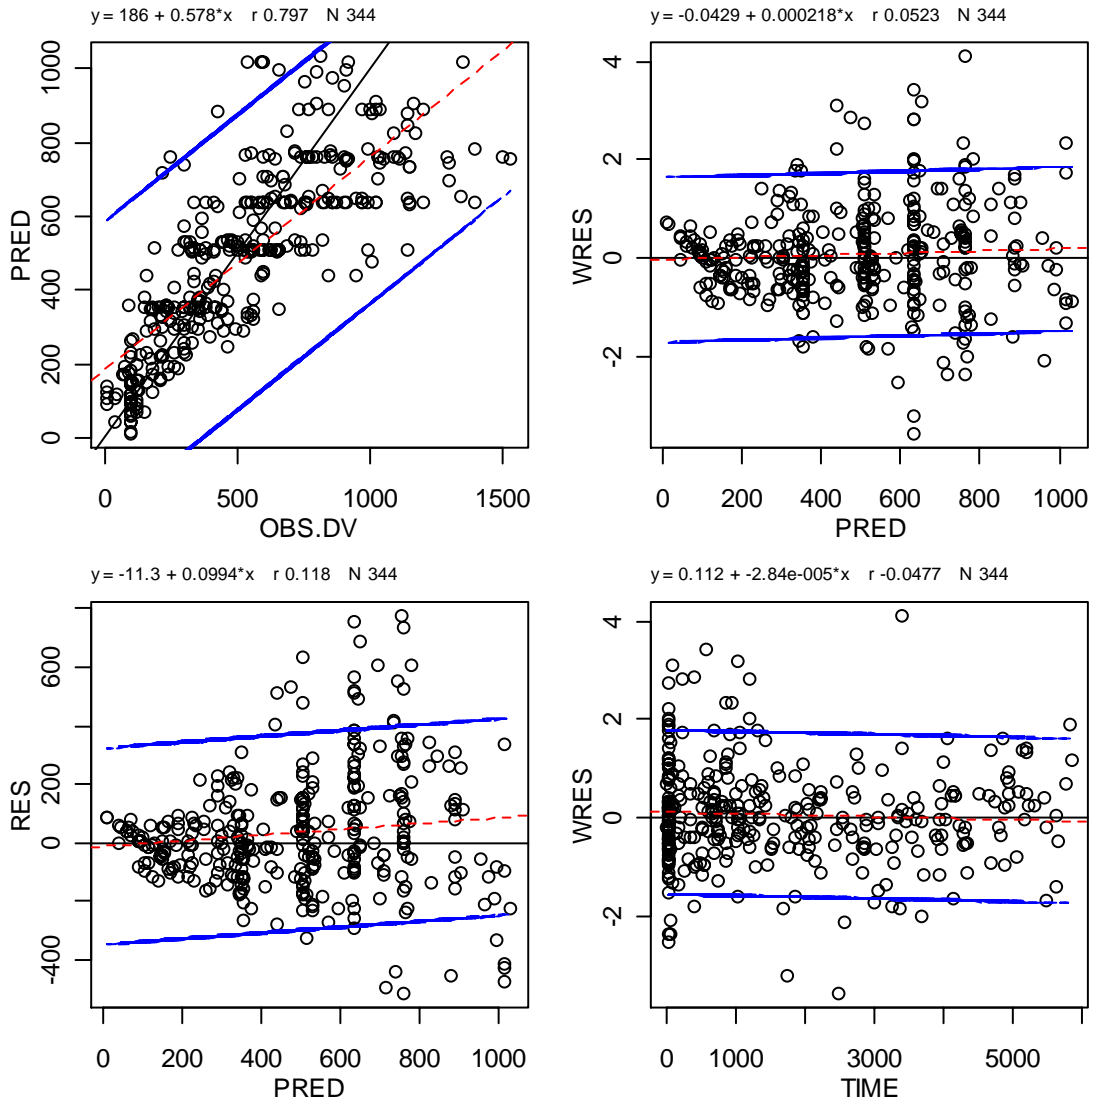 y = 186 + 0.578*x r 0.797 N 344
1000
800
600
400
200
0
PRED
0 500 1000 1500
OBS.DV
y = -0.0429 + 0.000218*x r 0.0523 N 344
4
2
0
-2
WRES
0 200 400 600 800 1000
PRED
y = -11.3 + 0.0994*x r 0.118 N 344
600
200
0
-400
RES
0 200 400 600 800 1000
PRED
y = 0.112 + -2.84e-005*x r -0.0477 N 344
4
2
0
-2
WRES
0 1000 3000 5000
TIME